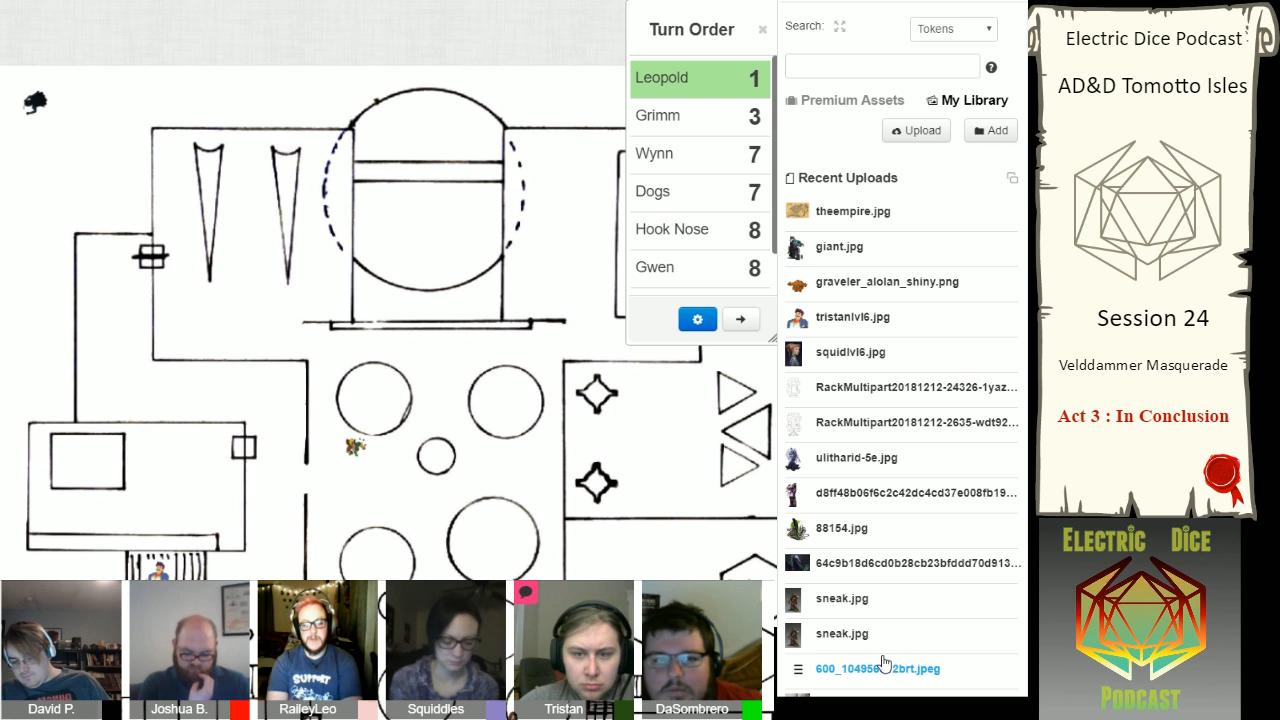 Turn Order ×
Leopold 1
Grimm 3
Wynn 7
Dogs 7
Hook Nose 8
Gwen 8
Search:
Tokens
Premium Assets My Library
Upload Add
Recent Uploads
theempire.jpg
giant.jpg
graveler_alolan_shiny.png
tristanlvl6.jpg
squidlvl6.jpg
RackMultipart20181212-24326-1yaz...
RackMultipart20181212-2635-wdt92...
ulitharid-5e.jpg
d8ff48b06f6c2c42dc4cd37e008fb19...
88154.jpg
64c9b18d6cd0b28cb23bfddd70d913...
sneak.jpg
sneak.jpg
Electric Dice Podcast
AD&D Tomotto Isles
Session 24
Velddammer Masquerade
Act 3 : In Conclusion
Electric Dice
Podcast
SUPPORT
David P.
Joshua B.
RaileyLeo
Squiddles
Tristan
DaSombrero